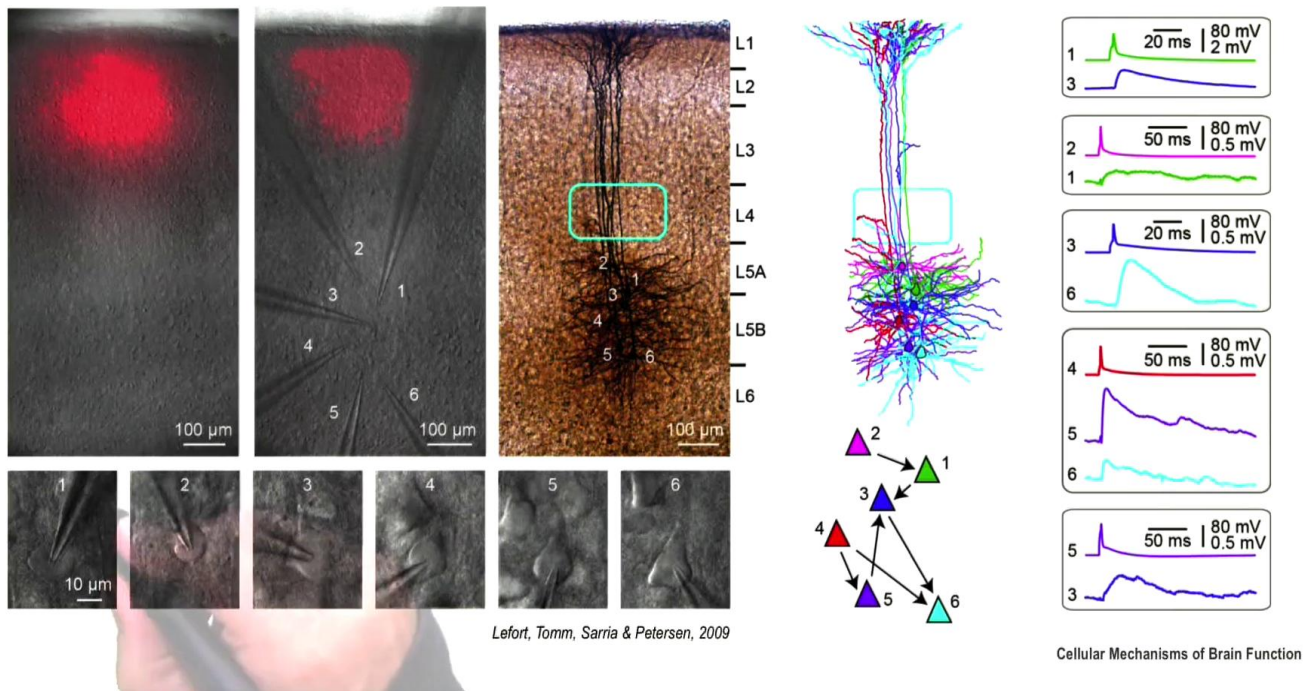 2
1
3
4
6
5
100 µm
100 µm
L1
L2
L3
L4
L5A
L5B
L6
2
1
3
4
5
6
100 µm
1
10 µm
2
3
4
5
6
Lefort, Tomm, Sarria & Petersen, 2009
2
1
3
4
5
6
1
3
20 ms
80 mV
2 mV
2
1
50 ms
80 mV
0.5 mV
3
6
20 ms
80 mV
0.5 mV
4
5
6
50 ms
80 mV
0.5 mV
5
3
50 ms
80 mV
0.5 mV
Cellular Mechanisms of Brain Function